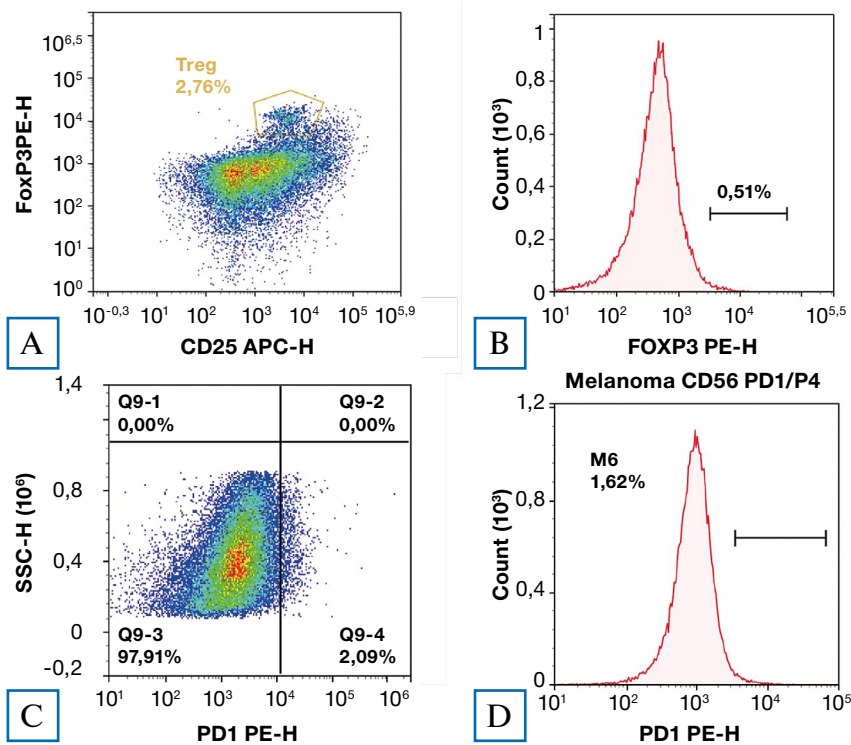 10^6,5
10^5
10^4
10^3
10^2
10^1
10^0
FoxP3PE-H
Treg
2,76%
10^-0,3 10^1 10^2 10^3 10^4 10^5 10^5,9
CD25 APC-H
A
1
0,8
0,6
0,4
0,2
0
Count (10^3)
0,51%
10^1 10^2 10^3 10^4 10^5,5
FOXP3 PE-H
B
1,4
0,8
0,4
0
-0,2
SSC-H (10^6)
Q9-1
0,00%
Q9-2
0,00%
Q9-3
97,91%
Q9-4
2,09%
10^1 10^2 10^3 10^4 10^5 10^6
PD1 PE-H
C
Melanoma CD56 PD1/P4
1,2
0,8
0,4
0
Count (10^3)
M6
1,62%
10^1 10^2 10^3 10^4 10^5
PD1 PE-H
D